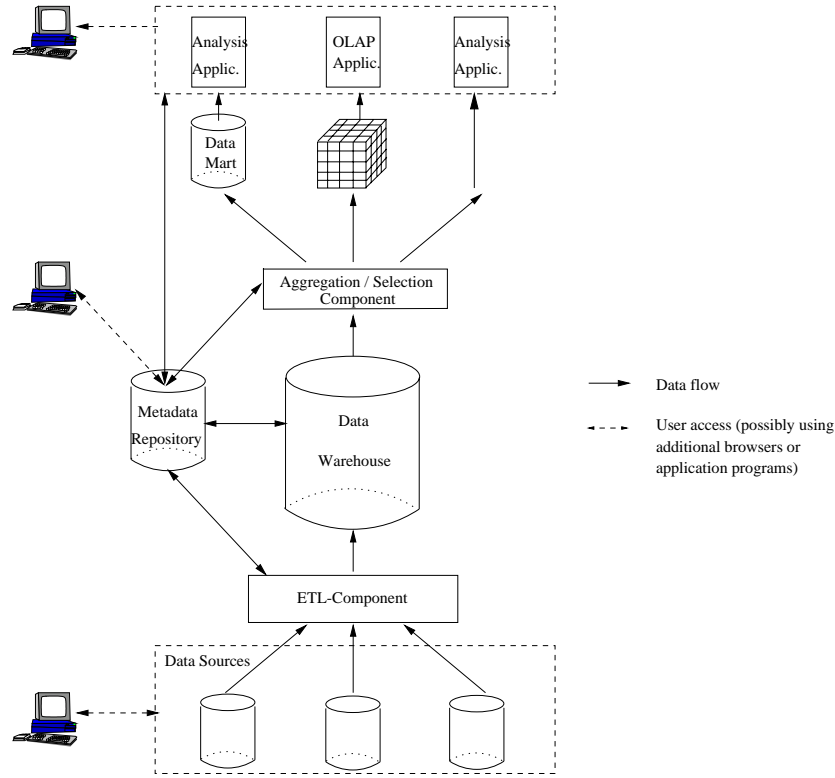 Analysis
Applic.
OLAP
Applic.
Analysis
Applic.
Data
Mart
Aggregation / Selection
Component
Metadata
Repository
Data
Warehouse
Data flow
User access (possibly using
additional browsers or
application programs)
ETL-Component
Data Sources